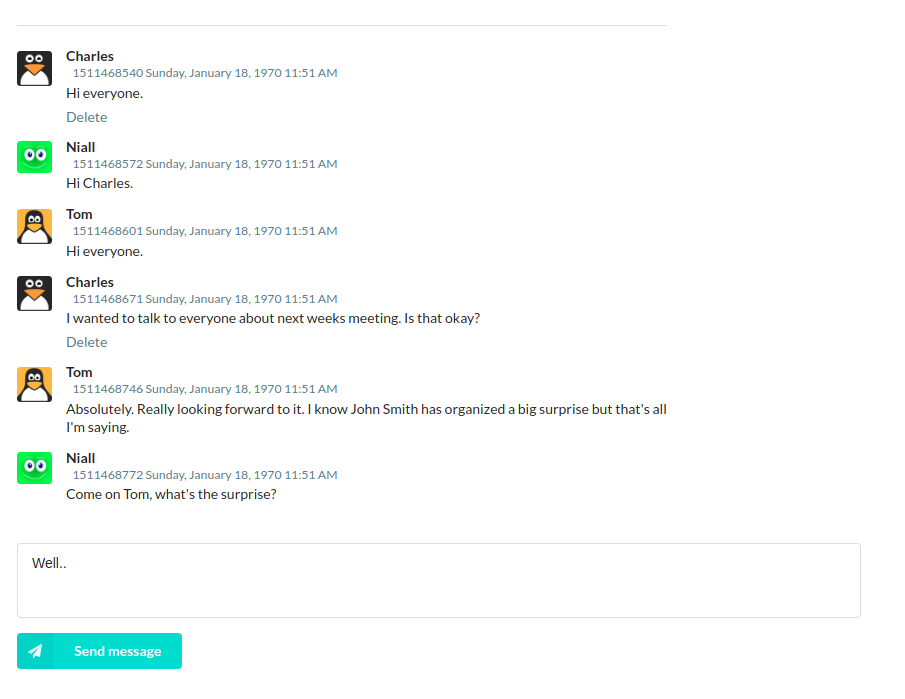 Charles
1511468540 Sunday, January 18, 1970 11:51 AM
Hi everyone.
Delete
Niall
1511468572 Sunday, January 18, 1970 11:51 AM
Hi Charles.
Tom
1511468601 Sunday, January 18, 1970 11:51 AM
Hi everyone.
Charles
1511468671 Sunday, January 18, 1970 11:51 AM
I wanted to talk to everyone about next weeks meeting. Is that okay?
Delete
Tom
1511468746 Sunday, January 18, 1970 11:51 AM
Absolutely. Really looking forward to it. I know John Smith has organized a big surprise but that's all
I'm saying.
Niall
1511468772 Sunday, January 18, 1970 11:51 AM
Come on Tom, what's the surprise?
Well..
Send message